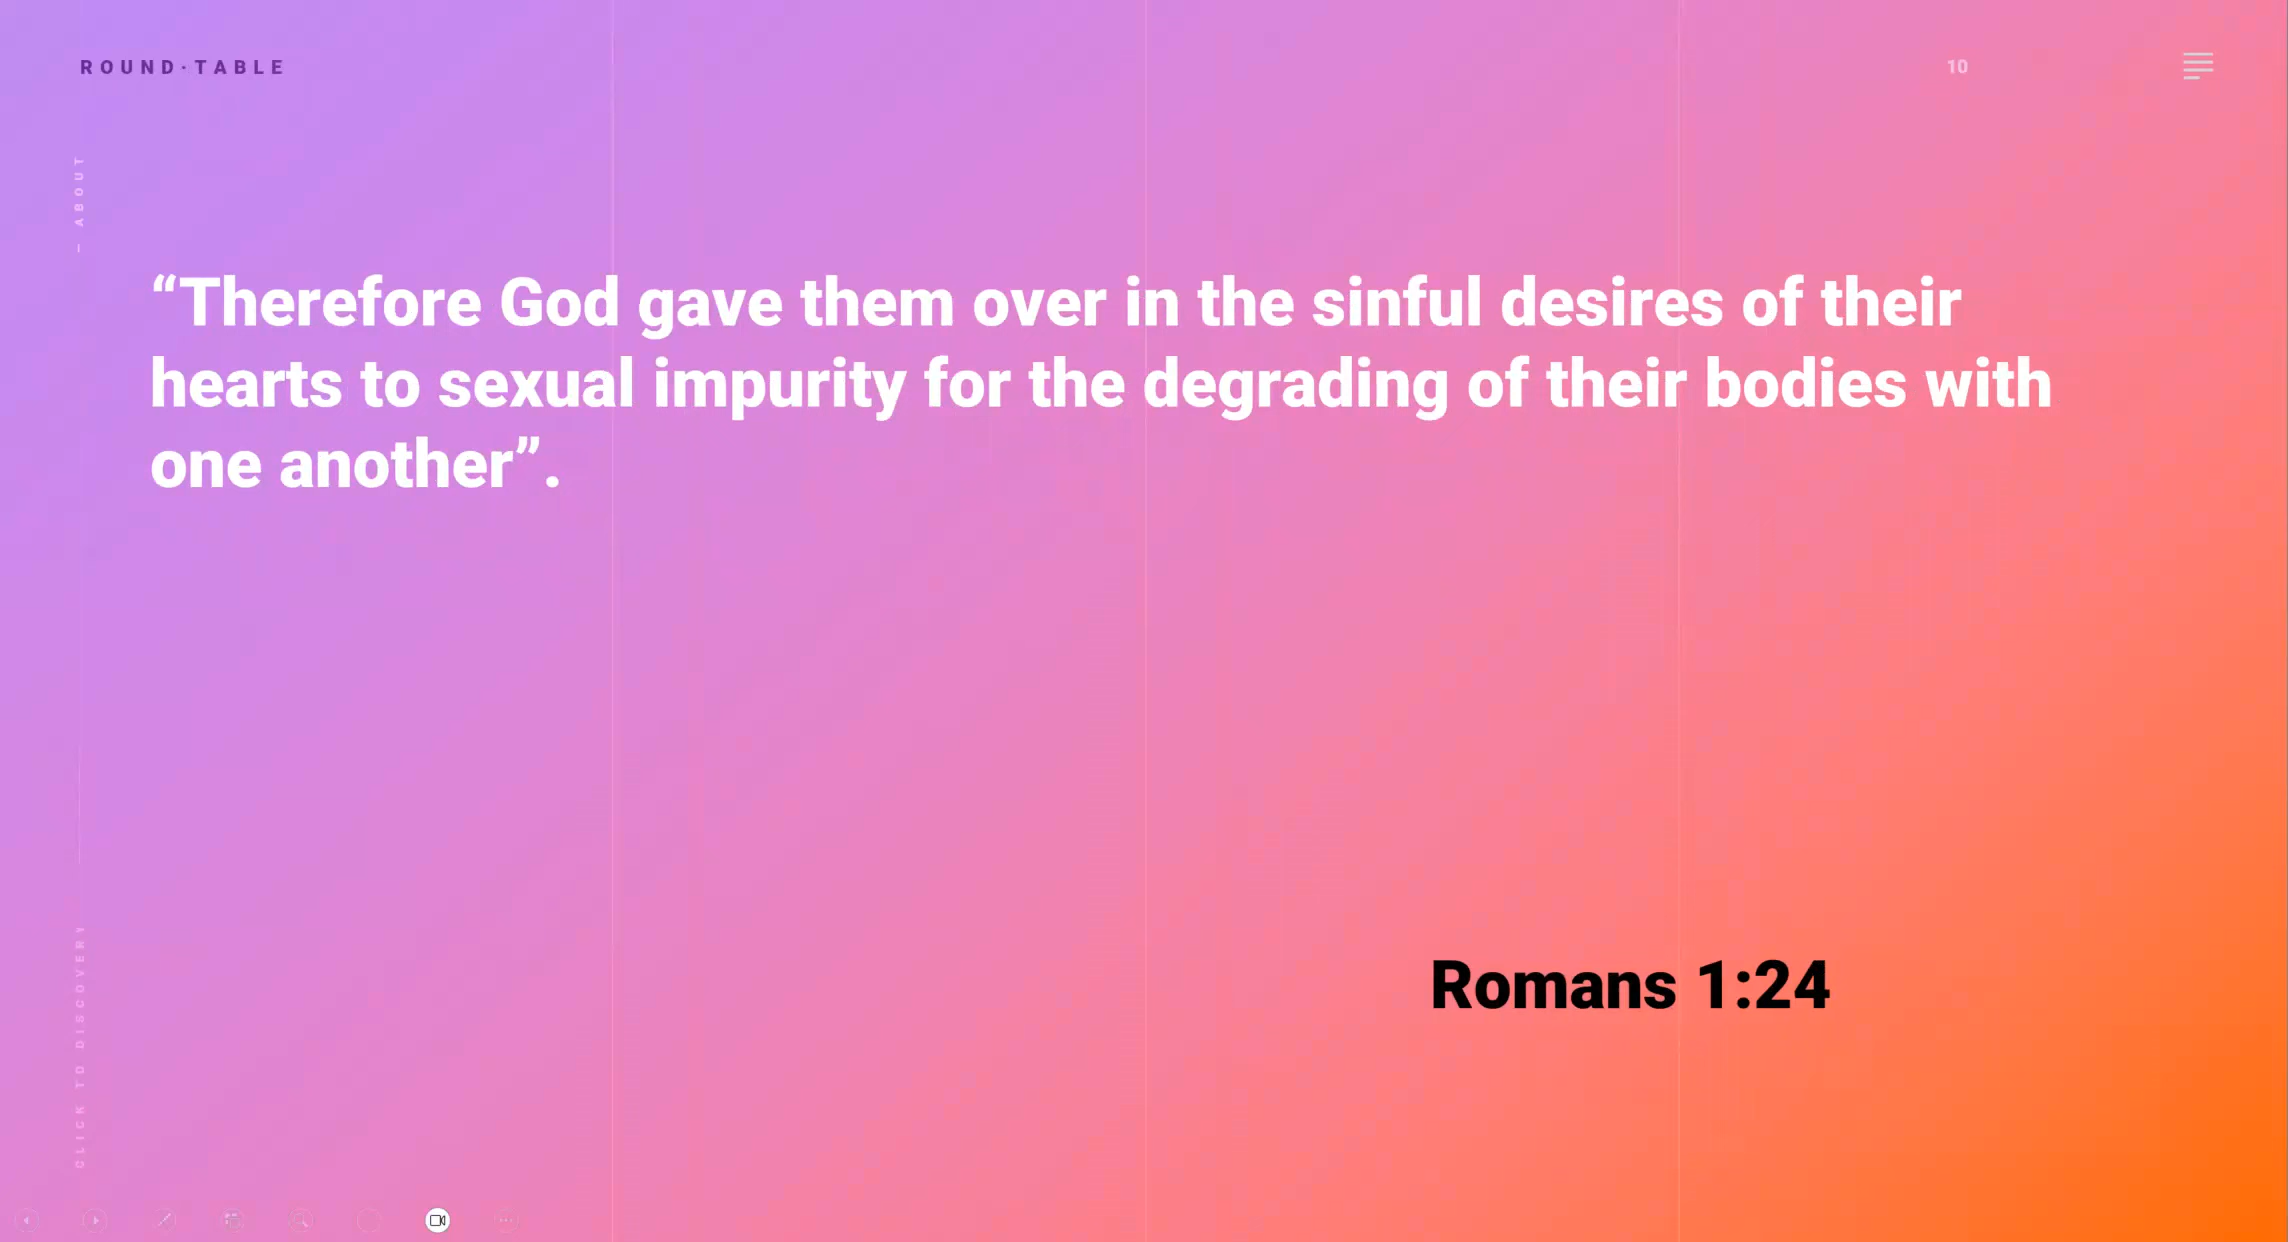 ROUND·TABLE
10
— ABOUT
“Therefore God gave them over in the sinful desires of their
hearts to sexual impurity for the degrading of their bodies with
one another”.
Romans 1:24
CLICK TO DISCOVERY